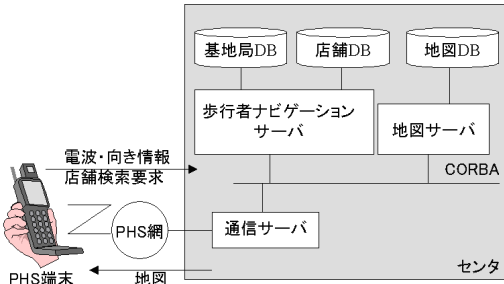 基地局DB
店舗DB
地図DB
歩行者ナビゲーション
サーバ
地図サーバ
電波・向き情報
店舗検索要求
CORBA
PHS網
通信サーバ
センタ
PHS端末
地図